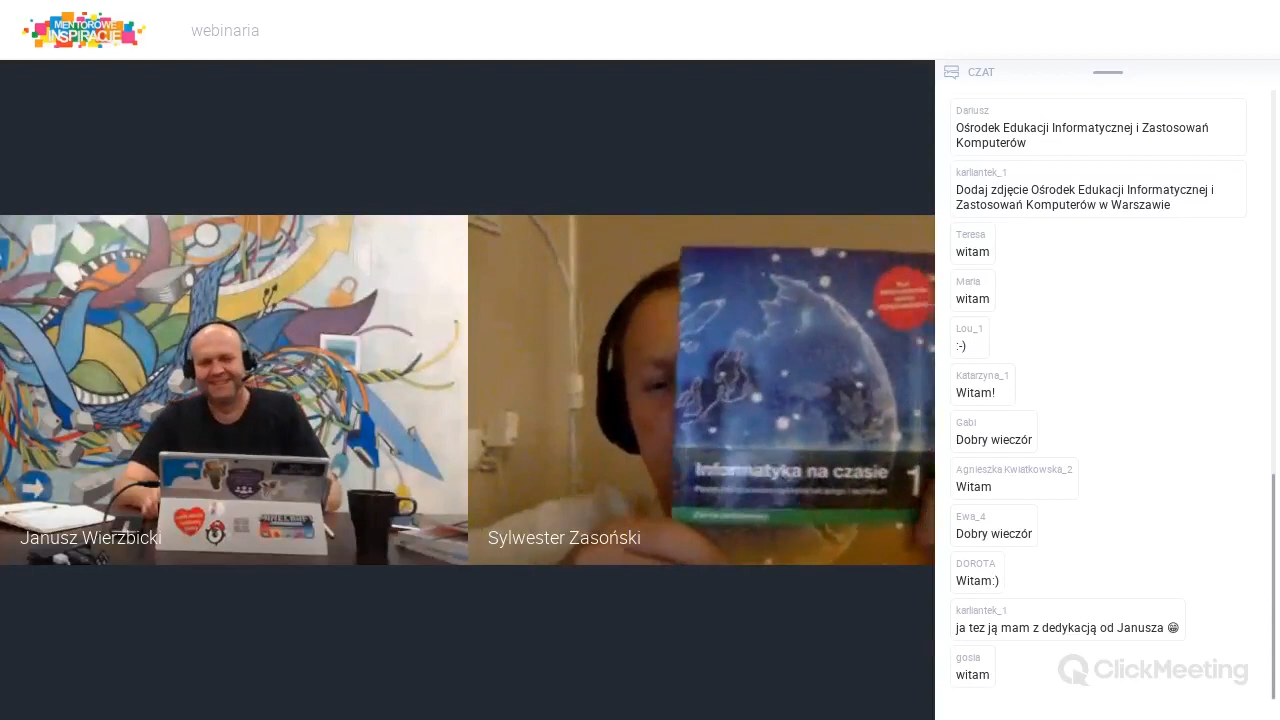 MENTOROWE
INSPIRACJE
webinaria
CZAT
Dariusz
Ośrodek Edukacji Informatycznej i Zastosowań
Komputerów
karliantek_1
Dodaj zdjęcie Ośrodek Edukacji Informatycznej i
Zastosowań Komputerów w Warszawie
Teresa
witam
Maria
witam
Lou_1
:-)
Katarzyna_1
Witam!
Gabi
Dobry wieczór
Agnieszka Kwiatkowska_2
Witam
Ewa_4
Dobry wieczór
DOROTA
Witam:)
karliantek_1
ja tez ją mam z dedykacją od Janusza 😁
gosia
witam
ClickMeeting
Informatyka na czasie
1
MINECRAFT
Janusz Wierzbicki
Sylwester Zasoński